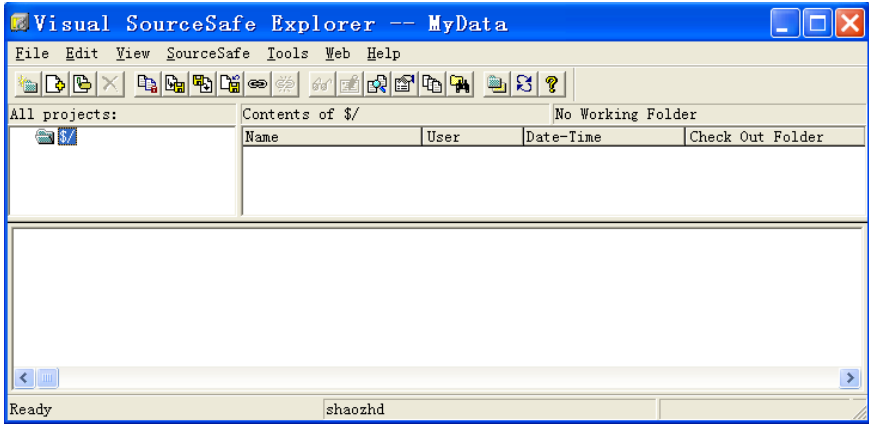 Visual SourceSafe Explorer -- MyData
File Edit View SourceSafe Tools Web Help
All projects: Contents of $/ No Working Folder
$/ Name User Date-Time Check Out Folder
Ready shaozhd